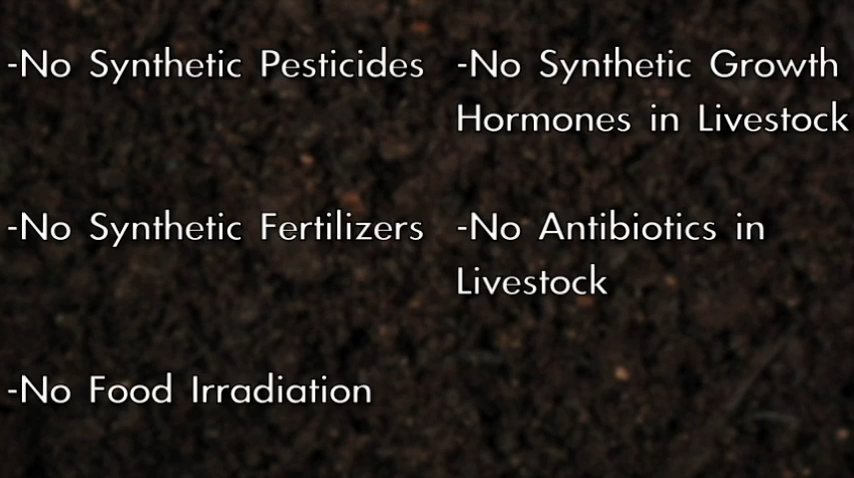 -No Synthetic Pesticides
-No Synthetic Fertilizers
-No Food Irradiation
-No Synthetic Growth
Hormones in Livestock
-No Antibiotics in
Livestock